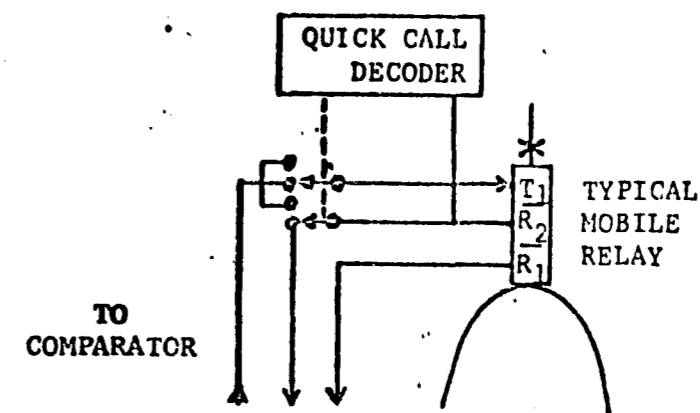 QUICK CALL
DECODER
T1
R2
R1
TYPICAL
MOBILE
RELAY
TO
COMPARATOR